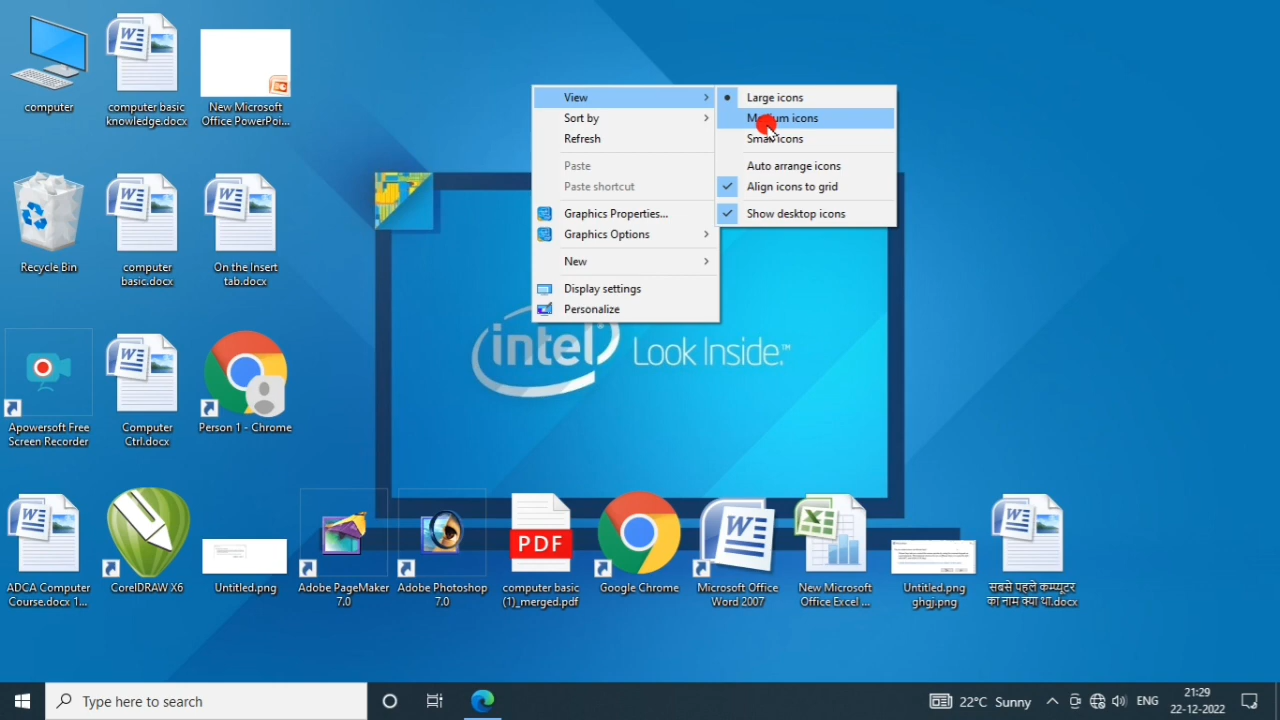 computer
computer basic
knowledge.docx
New Microsoft
Office PowerPoi...
Recycle Bin
computer
basic.docx
On the Insert
tab.docx
Apowersoft Free
Screen Recorder
Computer
Ctrl.docx
Person 1 - Chrome
View
Sort by
Refresh
Paste
Paste shortcut
Graphics Properties...
Graphics Options
New
Display settings
Personalize
Large icons
Medium icons
Small icons
Auto arrange icons
Align icons to grid
Show desktop icons
intel Look Inside.™
ADCA Computer
Course.docx 1...
CorelDRAW X6
Untitled.png
Adobe PageMaker
7.0
Adobe Photoshop
7.0
PDF
computer basic
(1)_merged.pdf
Google Chrome
Microsoft Office
Word 2007
New Microsoft
Office Excel ...
Untitled.png
ghgj.png
सबसे पहले कम्प्यूटर
का नाम क्या था.docx
Type here to search
22°C Sunny
ENG
21:29
22-12-2022